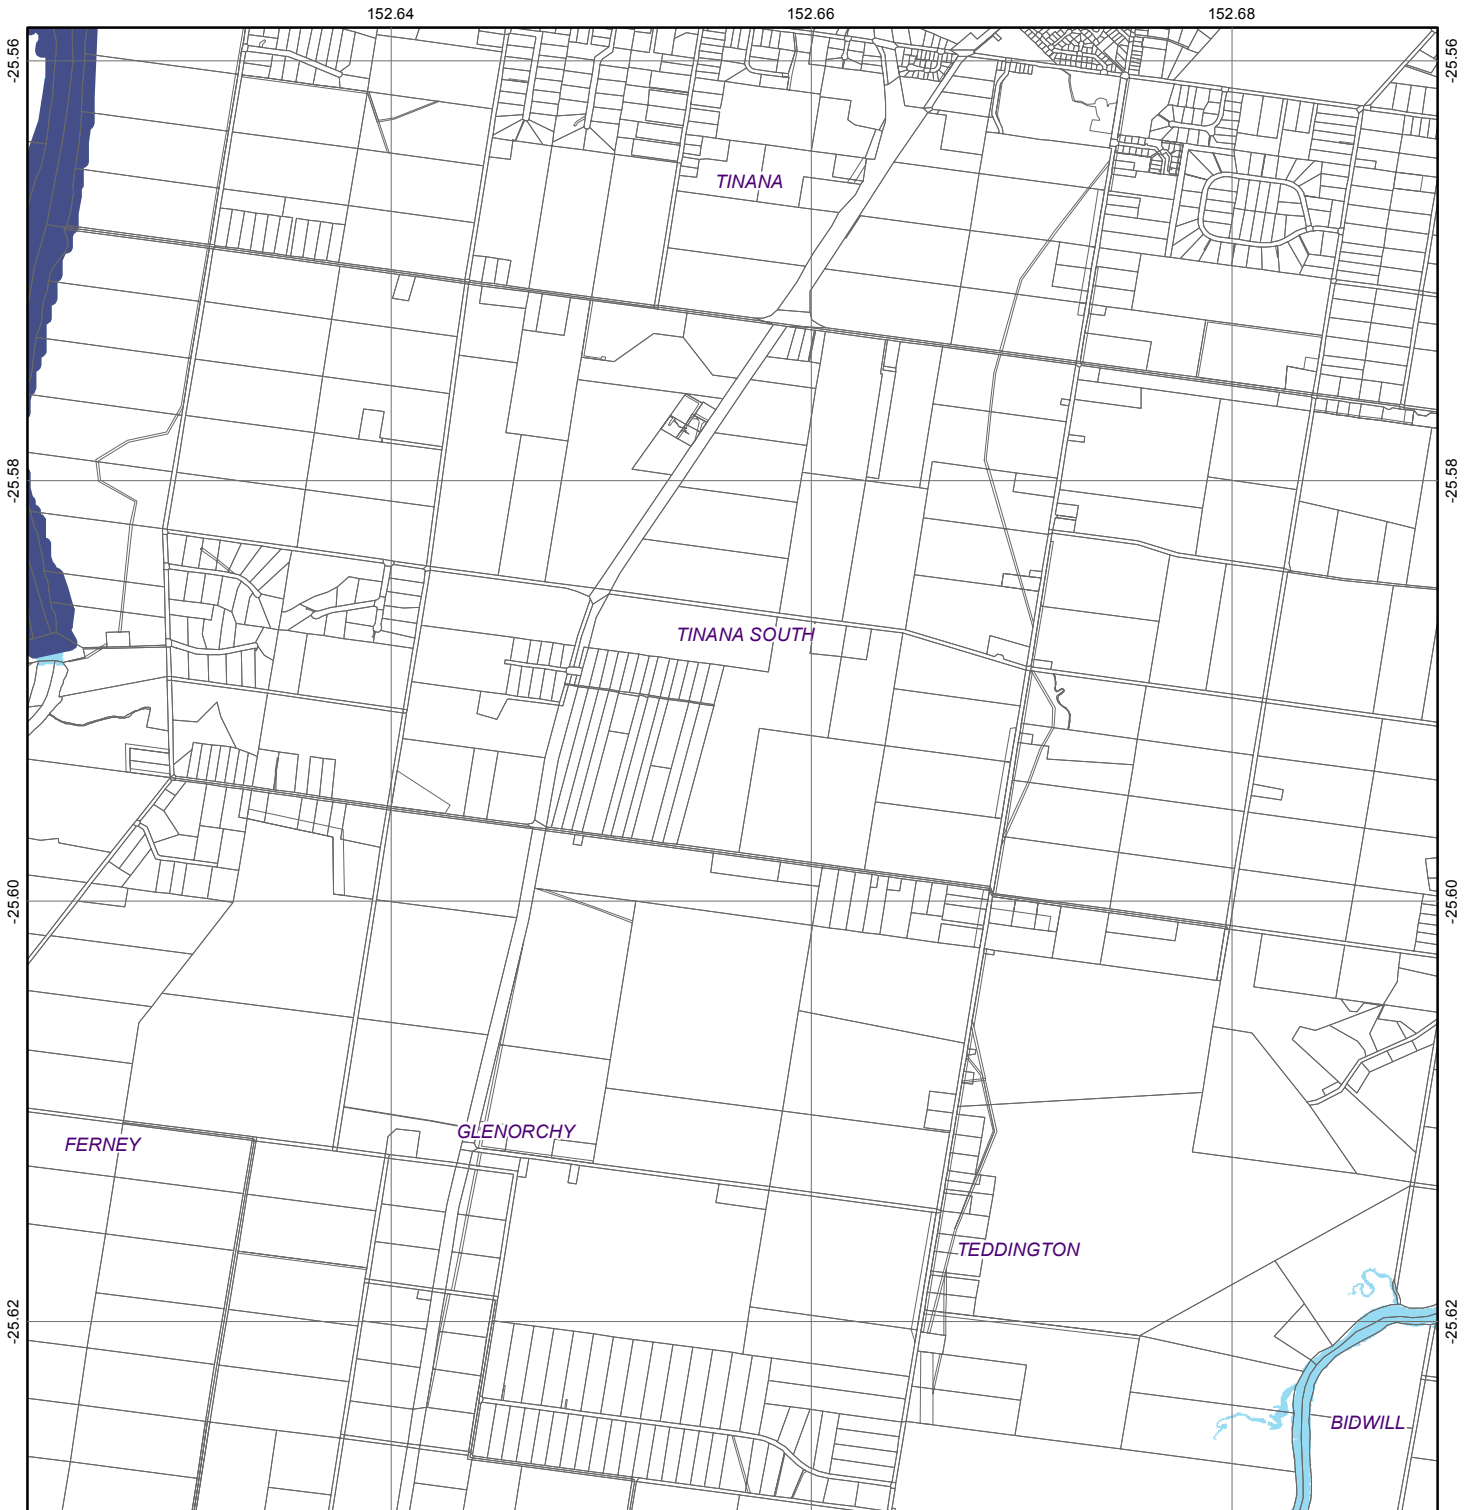 152.64 152.66 152.68
-25.56 -25.56
TINANA
-25.58 -25.58
TINANA SOUTH
-25.60 -25.60
GLENORCHY
FERNEY
TEDDINGTON
-25.62 -25.62
BIDWILL